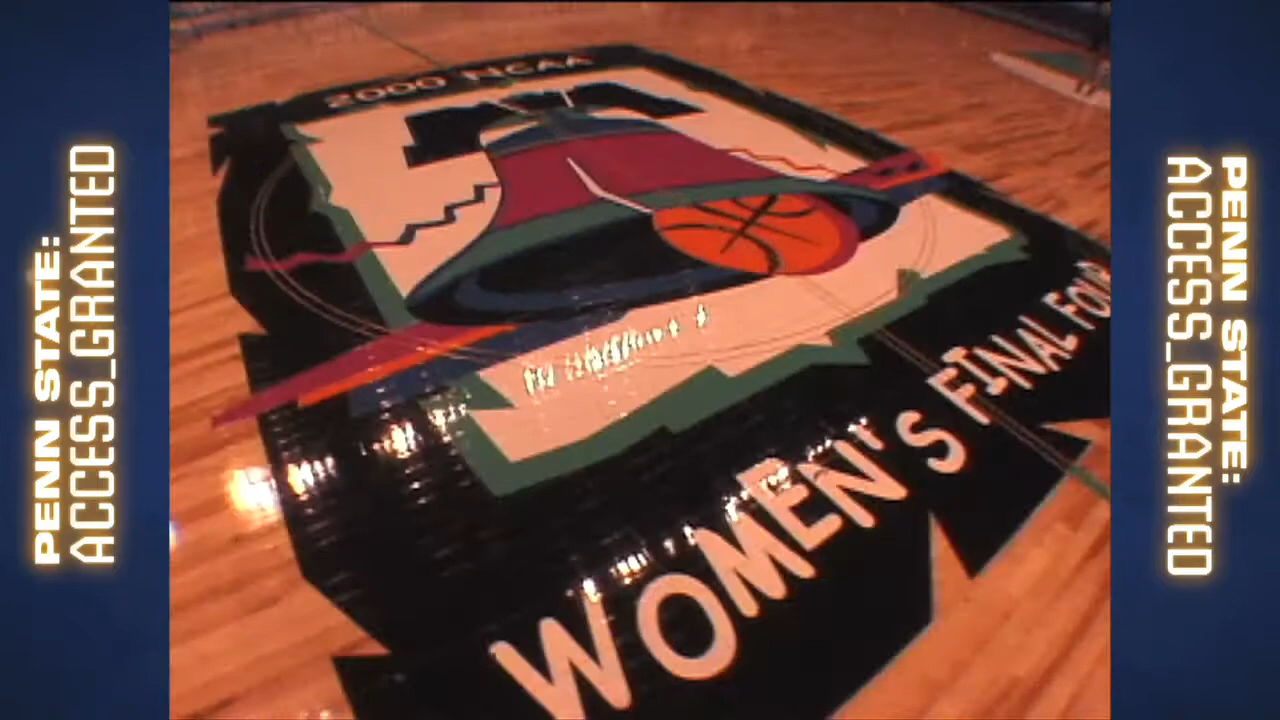 PENN STATE:
ACCESS_GRANTED
2000 NCAA
WOMEN'S FINAL FOUR
PENN STATE:
ACCESS_GRANTED